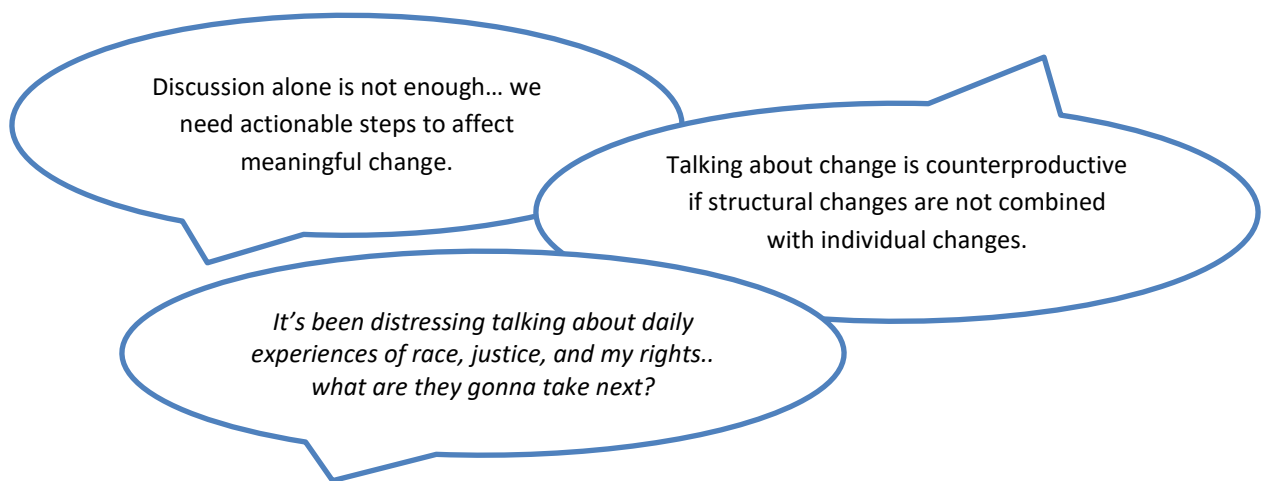 Discussion alone is not enough… we
need actionable steps to affect
meaningful change.
Talking about change is counterproductive
if structural changes are not combined
with individual changes.
It’s been distressing talking about daily
experiences of race, justice, and my rights..
what are they gonna take next?